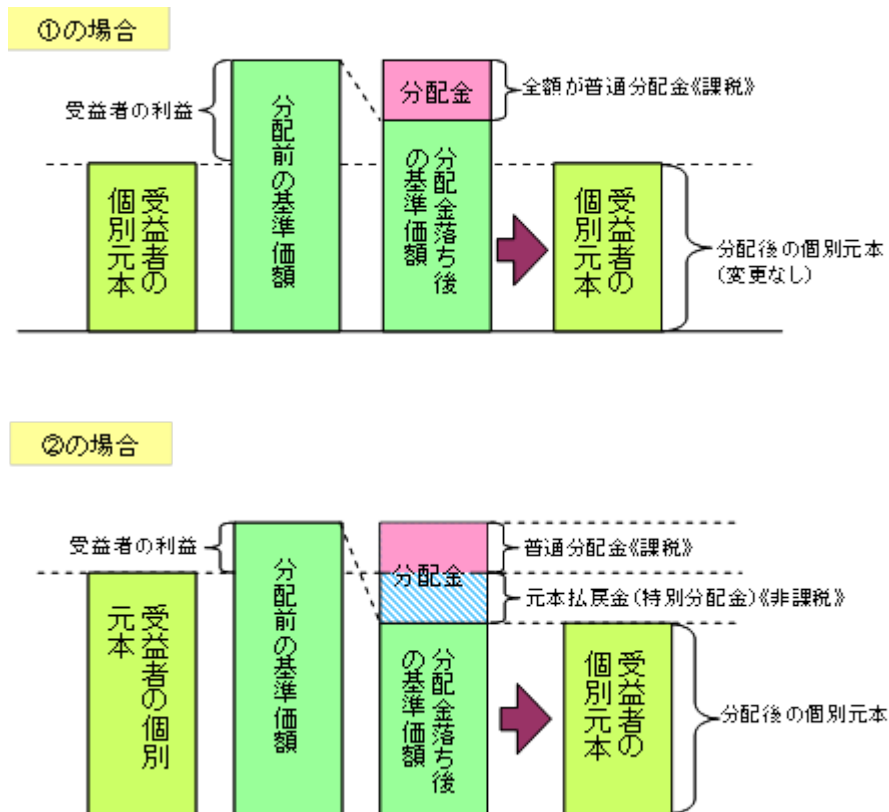 ①の場合
受益者の利益
分配金
全額が普通分配金《課税》
受益者の
個別元本
分配前の基準価額
分配金落ち後
の基準価額
受益者の
個別元本
分配後の個別元本
(変更なし)
②の場合
受益者の利益
分配金
普通分配金《課税》
元本払戻金(特別分配金)《非課税》
受益者の個別
元本
分配前の基準価額
分配金落ち後
の基準価額
受益者の
個別元本
分配後の個別元本